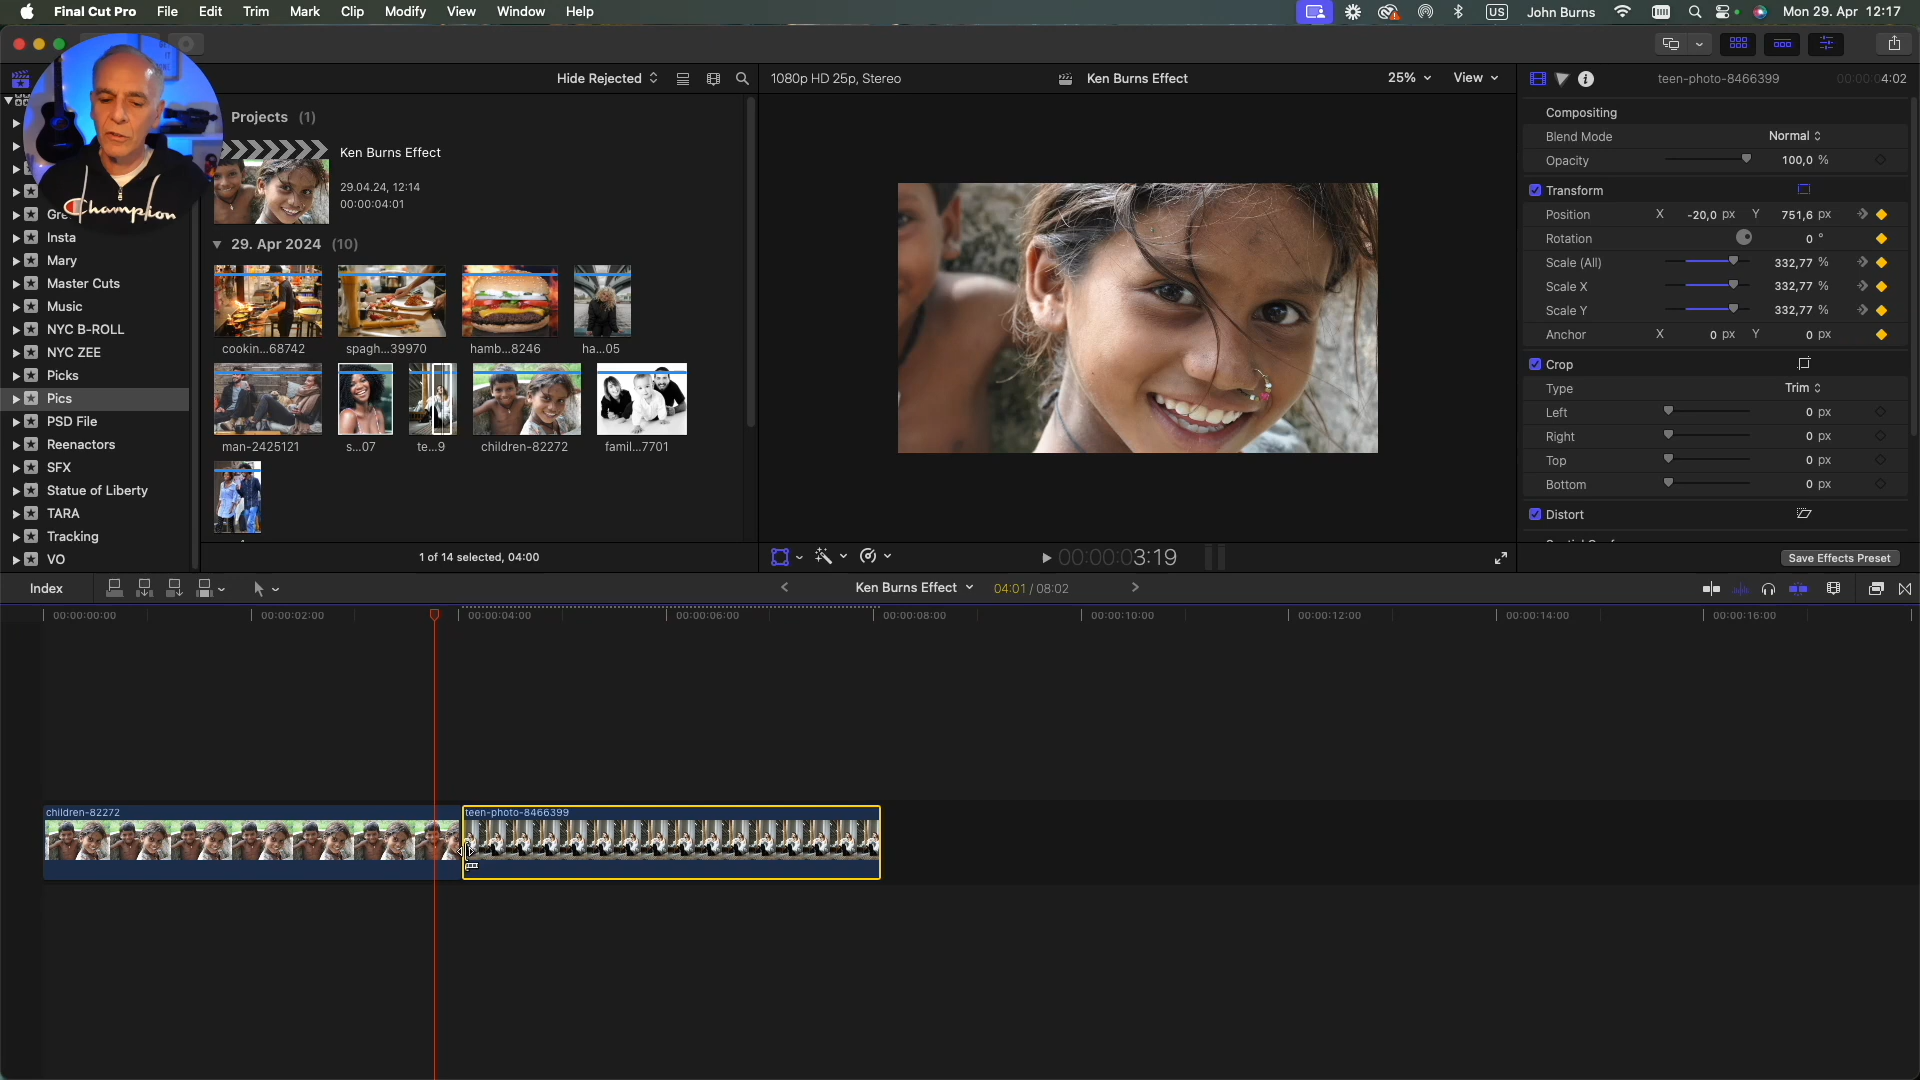 Final Cut Pro File Edit Trim Mark Clip Modify View Window Help
US John Burns Mon 29. Apr 12:17
Hide Rejected
1080p HD 25p, Stereo
Ken Burns Effect
25% View
teen-photo-8466399
00:00:04:02
Champion
Insta
Mary
Master Cuts
Music
NYC B-ROLL
NYC ZEE
Picks
Pics
PSD File
Reenactors
SFX
Statue of Liberty
TARA
Tracking
VO
Projects (1)
Ken Burns Effect
29.04.24, 12:14
00:00:04:01
29. Apr 2024 (10)
cookin...68742
spagh...39970
hamb...8246
ha...05
man-2425121
s...07
te...9
children-82272
famil...7701
1 of 14 selected, 04:00
00:00:03:19
Compositing
Blend Mode Normal
Opacity 100,0 %
Transform
Position X -20,0 px Y 751,6 px
Rotation 0 °
Scale (All) 332,77 %
Scale X 332,77 %
Scale Y 332,77 %
Anchor X 0 px Y 0 px
Crop
Type Trim
Left 0 px
Right 0 px
Top 0 px
Bottom 0 px
Distort
Save Effects Preset
Index
Ken Burns Effect
04:01 / 08:02
00:00:00:00
00:00:02:00
00:00:04:00
00:00:06:00
00:00:08:00
00:00:10:00
00:00:12:00
00:00:14:00
00:00:16:00
children-82272
teen-photo-8466399